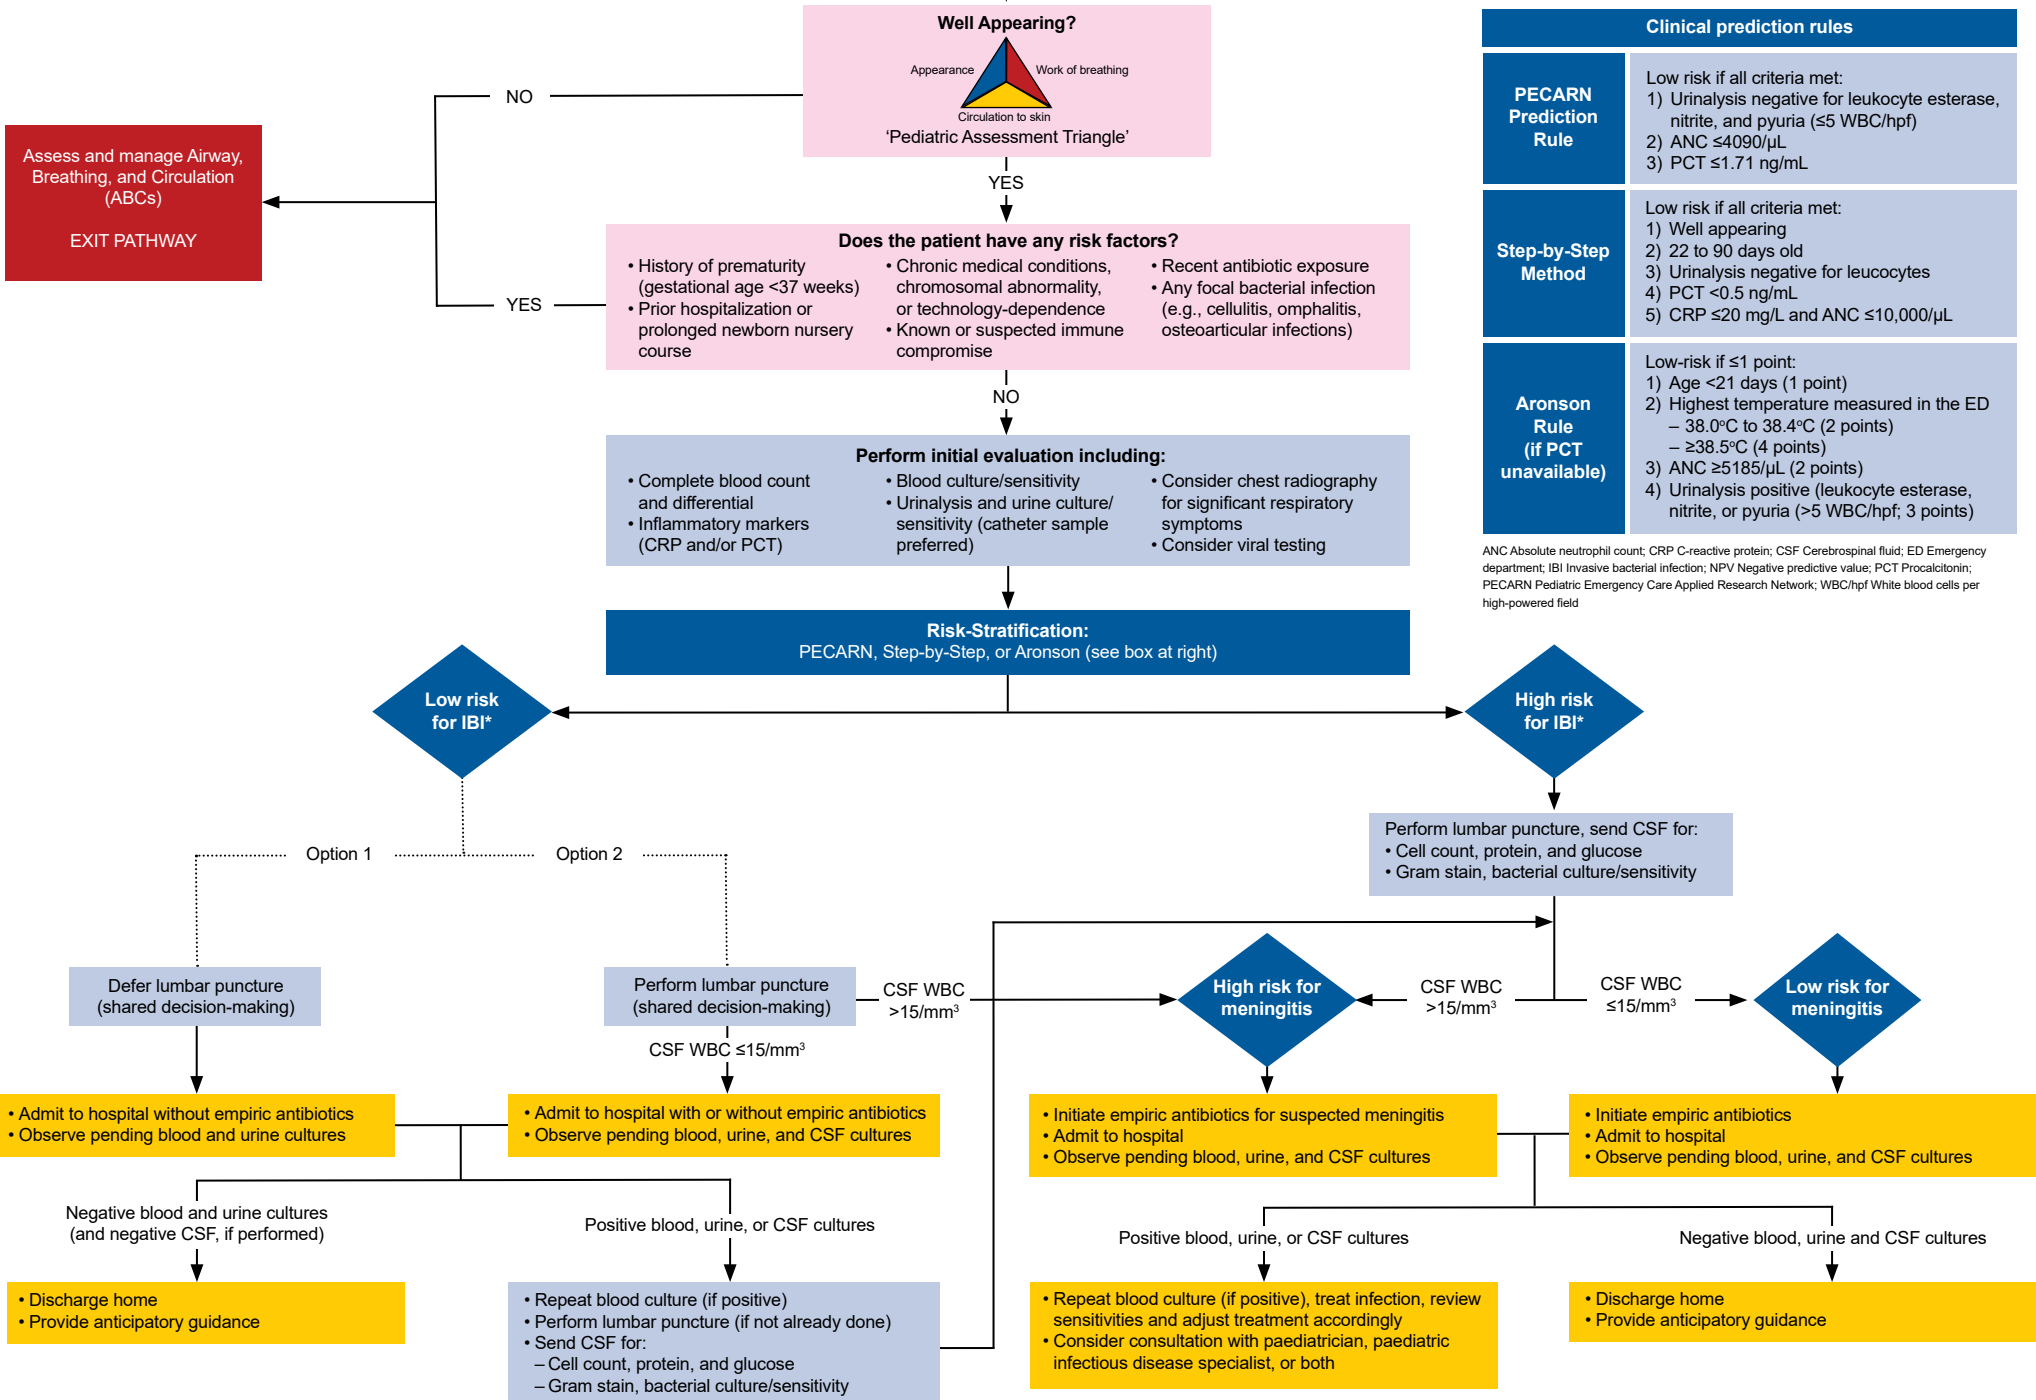 Well Appearing?
Appearance
Work of breathing
Circulation to skin
‘Pediatric Assessment Triangle’
NO
YES
Assess and manage Airway,
Breathing, and Circulation
(ABCs)
EXIT PATHWAY
Does the patient have any risk factors?
• History of prematurity
(gestational age <37 weeks)
• Prior hospitalization or
prolonged newborn nursery
course
• Chronic medical conditions,
chromosomal abnormality,
or technology-dependence
• Known or suspected immune
compromise
• Recent antibiotic exposure
• Any focal bacterial infection
(e.g., cellulitis, omphalitis,
osteoarticular infections)
YES
NO
Perform initial evaluation including:
• Complete blood count
and differential
• Inflammatory markers
(CRP and/or PCT)
• Blood culture/sensitivity
• Urinalysis and urine culture/
sensitivity (catheter sample
preferred)
• Consider chest radiography
for significant respiratory
symptoms
• Consider viral testing
Risk-Stratification:
PECARN, Step-by-Step, or Aronson (see box at right)
Clinical prediction rules
PECARN
Prediction
Rule
Low risk if all criteria met:
1) Urinalysis negative for leukocyte esterase,
nitrite, and pyuria (≤5 WBC/hpf)
2) ANC ≤4090/µL
3) PCT ≤1.71 ng/mL
Step-by-Step
Method
Low risk if all criteria met:
1) Well appearing
2) 22 to 90 days old
3) Urinalysis negative for leucocytes
4) PCT <0.5 ng/mL
5) CRP ≤20 mg/L and ANC ≤10,000/µL
Aronson
Rule
(if PCT
unavailable)
Low-risk if ≤1 point:
1) Age <21 days (1 point)
2) Highest temperature measured in the ED
– 38.0°C to 38.4°C (2 points)
– ≥38.5°C (4 points)
3) ANC ≥5185/µL (2 points)
4) Urinalysis positive (leukocyte esterase,
nitrite, or pyuria (>5 WBC/hpf; 3 points)
ANC Absolute neutrophil count; CRP C-reactive protein; CSF Cerebrospinal fluid; ED Emergency
department; IBI Invasive bacterial infection; NPV Negative predictive value; PCT Procalcitonin;
PECARN Pediatric Emergency Care Applied Research Network; WBC/hpf White blood cells per
high-powered field
Low risk
for IBI*
High risk
for IBI*
Option 1
Option 2
Perform lumbar puncture, send CSF for:
• Cell count, protein, and glucose
• Gram stain, bacterial culture/sensitivity
Defer lumbar puncture
(shared decision-making)
Perform lumbar puncture
(shared decision-making)
CSF WBC
>15/mm³
CSF WBC ≤15/mm³
High risk for
meningitis
CSF WBC
>15/mm³
CSF WBC
≤15/mm³
Low risk for
meningitis
• Admit to hospital without empiric antibiotics
• Observe pending blood and urine cultures
• Admit to hospital with or without empiric antibiotics
• Observe pending blood, urine, and CSF cultures
• Initiate empiric antibiotics for suspected meningitis
• Admit to hospital
• Observe pending blood, urine, and CSF cultures
• Initiate empiric antibiotics
• Admit to hospital
• Observe pending blood, urine, and CSF cultures
Negative blood and urine cultures
(and negative CSF, if performed)
Positive blood, urine, or CSF cultures
Positive blood, urine, or CSF cultures
Negative blood, urine and CSF cultures
• Discharge home
• Provide anticipatory guidance
• Repeat blood culture (if positive)
• Perform lumbar puncture (if not already done)
• Send CSF for:
– Cell count, protein, and glucose
– Gram stain, bacterial culture/sensitivity
• Repeat blood culture (if positive), treat infection, review
sensitivities and adjust treatment accordingly
• Consider consultation with paediatrician, paediatric
infectious disease specialist, or both
• Discharge home
• Provide anticipatory guidance